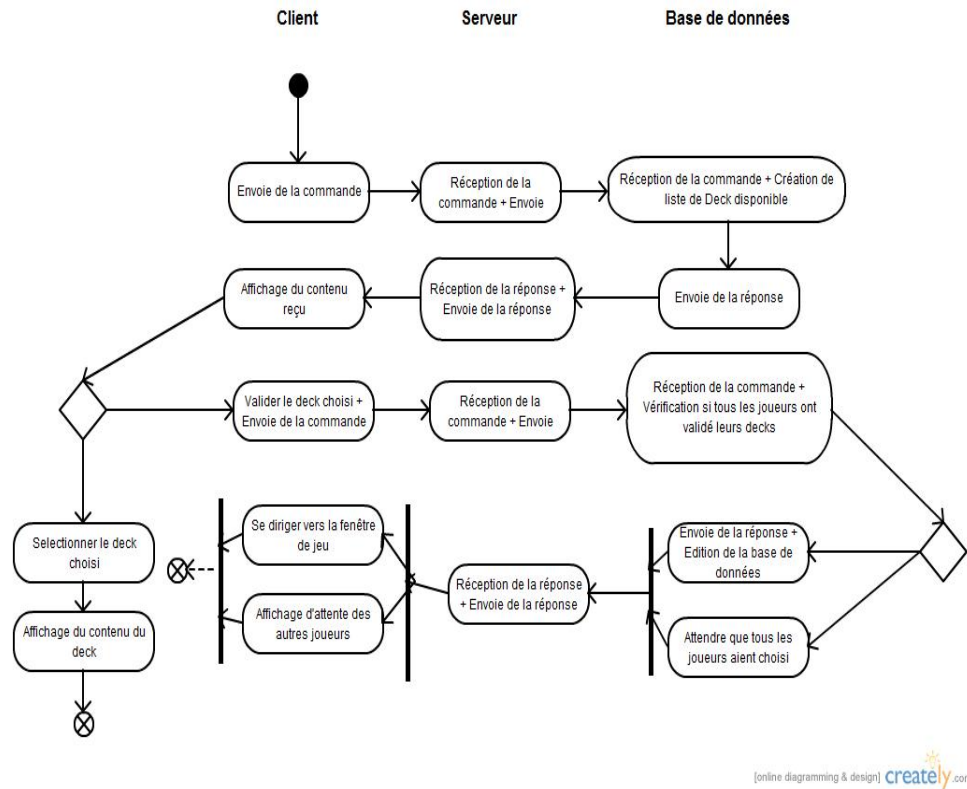 Client
Serveur
Base de données
Envoie de la commande
Réception de la
commande + Envoie
Réception de la commande + Création de
liste de Deck disponible
Affichage du contenu
reçu
Réception de la réponse +
Envoie de la réponse
Envoie de la réponse
Valider le deck choisi +
Envoie de la commande
Réception de la
commande + Envoie
Réception de la commande +
Vérification si tous les joueurs ont
validé leurs decks
Selectionner le deck
choisi
Se diriger vers la fenêtre
de jeu
Envoie de la réponse +
Edition de la base de
données
Réception de la réponse
+ Envoie de la réponse
Affichage du contenu du
deck
Affichage d'attente des
autres joueurs
Attendre que tous les
joueurs aient choisi
[online diagramming & design] creately.com